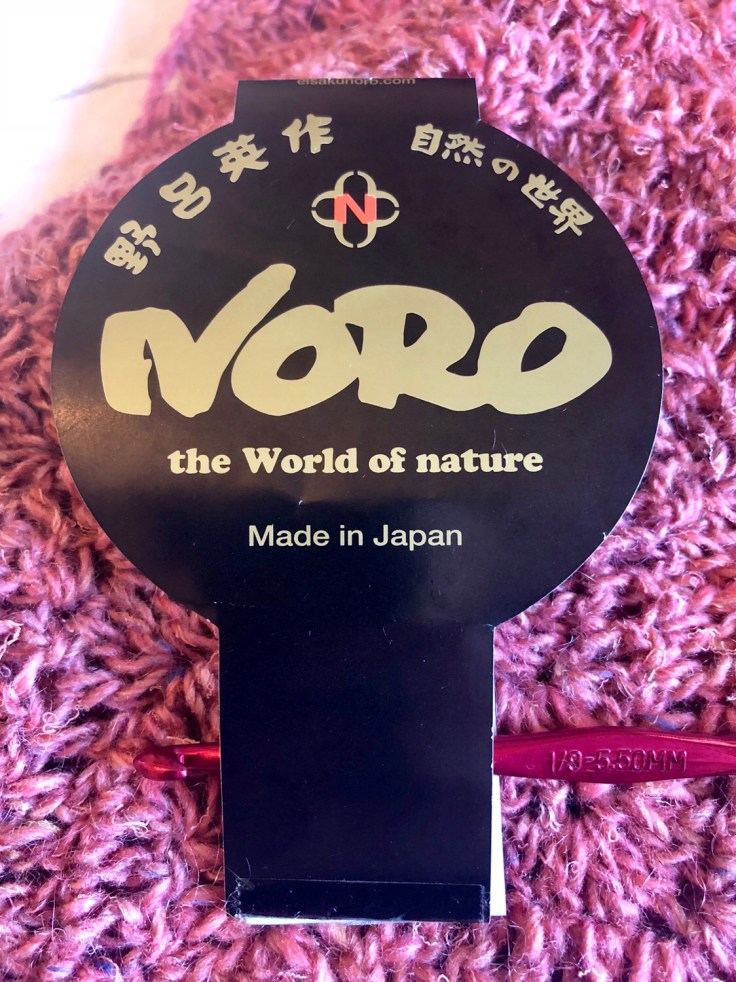 eisakunoro.com
野呂英作 自然の世界
N
NORO
the World of nature
Made in Japan
I/9-5.50MM